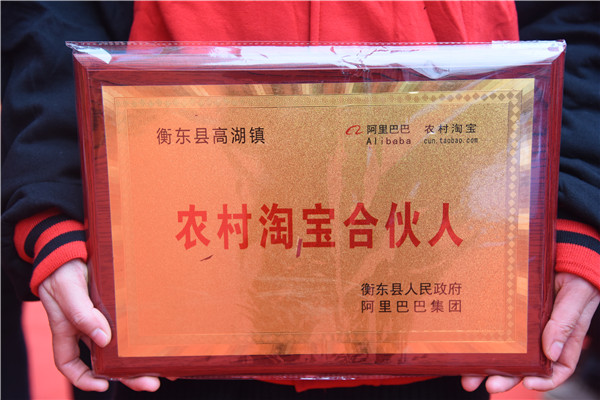 衡东县高湖镇
阿里巴巴 农村淘宝
Alibaba cun.taobao.com
农村淘宝合伙人
衡东县人民政府
阿里巴巴集团